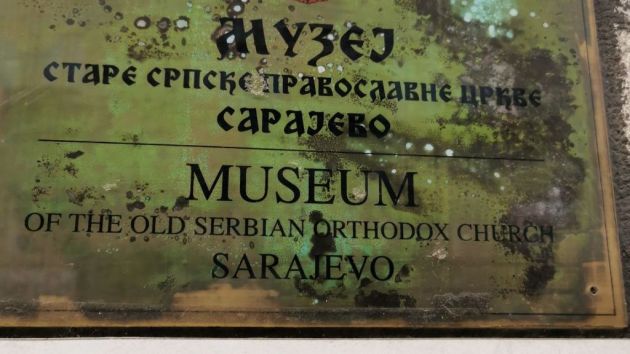 МУЗЕЈ
СТАРЕ СРПСКЕ ПРАВОСЛАВНЕ ЦРКВЕ
САРАЈЕВО
MUSEUM
OF THE OLD SERBIAN ORTHODOX CHURCH
SARAJEVO